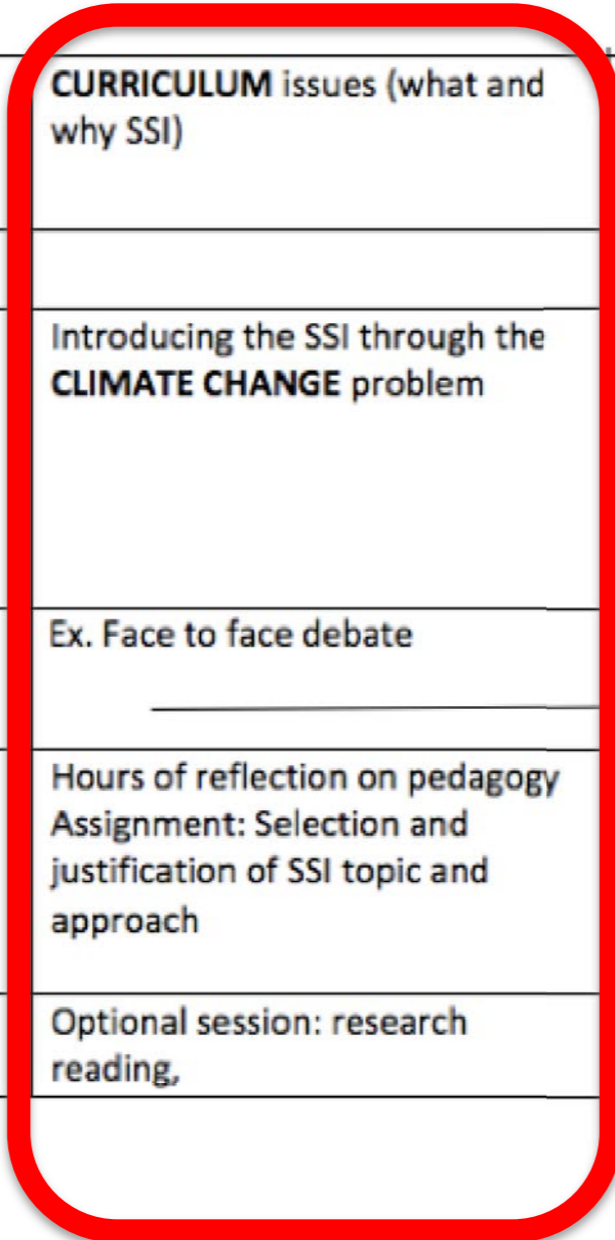 CURRICULUM issues (what and
why SSI)
Introducing the SSI through the
CLIMATE CHANGE problem
Ex. Face to face debate
Hours of reflection on pedagogy
Assignment: Selection and
justification of SSI topic and
approach
Optional session: research
reading,